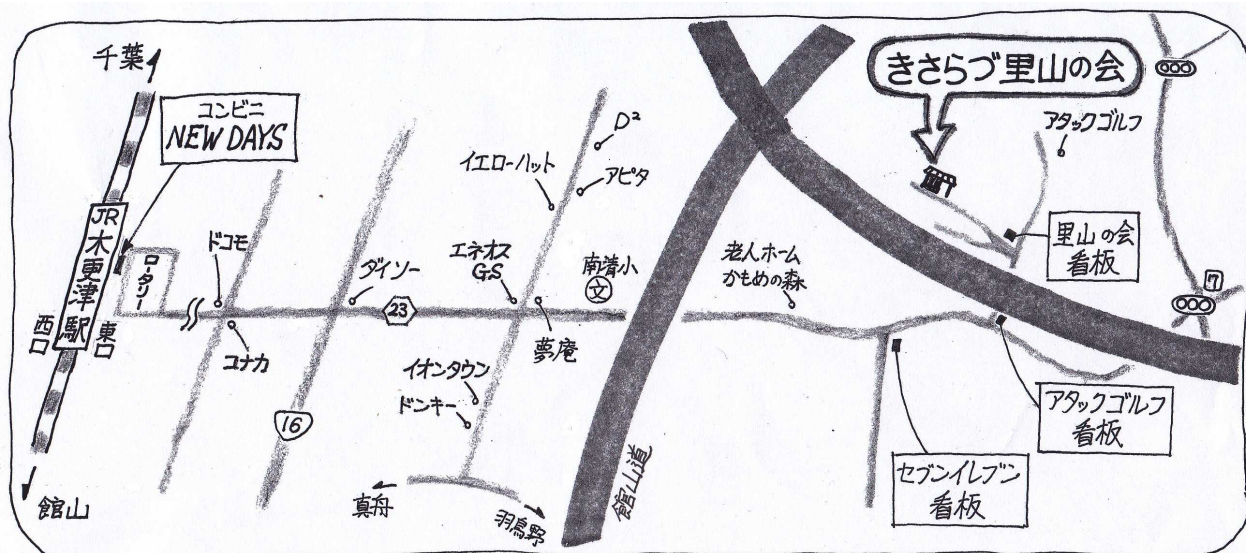 千葉
コンビニ
NEW DAYS
JR木更津駅
ロータリー
西口
東口
館山
ドコモ
コナカ
16
ダイソー
23
イエローハット
D²
アピタ
エネオス
GS
夢庵
南清小
文
イオンタウン
ドンキー
真舟
羽鳥野
館山道
老人ホーム
かもめの森
きさらづ里山の会
アタックゴルフ
里山の会
看板
7
アタックゴルフ
看板
セブンイレブン
看板